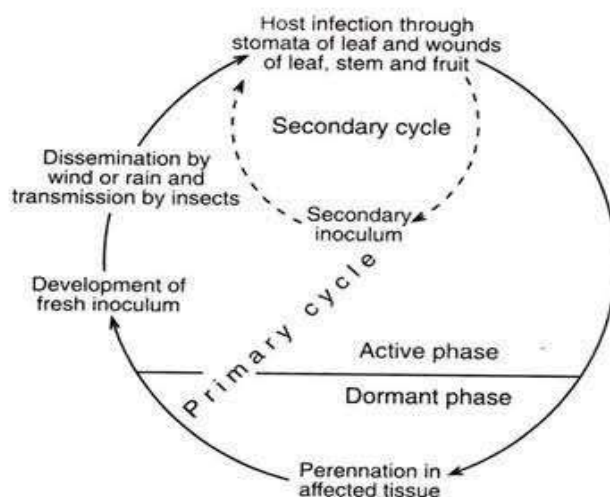 Host infection through
stomata of leaf and wounds
of leaf, stem and fruit
Secondary cycle
Dissemination by
wind or rain and
transmission by insects
Secondary
inoculum
Development of
fresh inoculum
Primary cycle
Active phase
Dormant phase
Perennation in
affected tissue